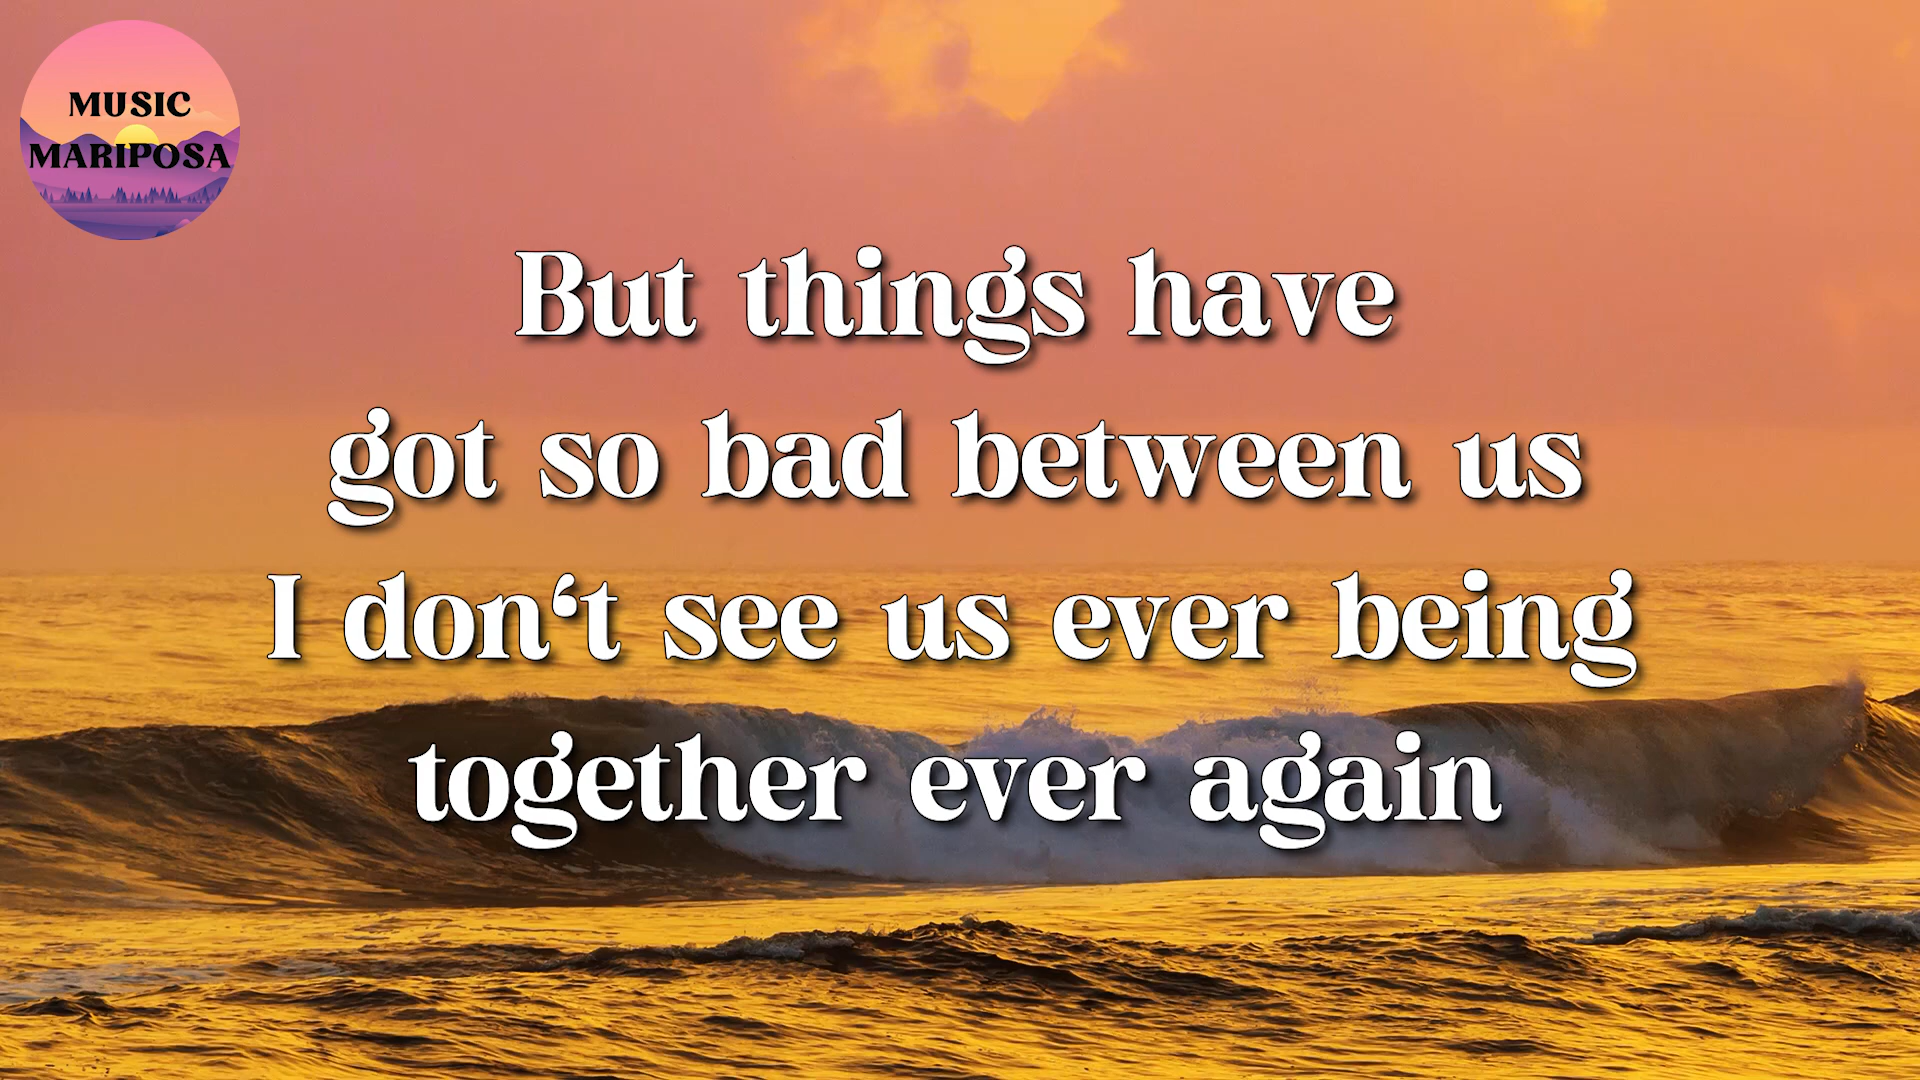 MUSIC
MARIPOSA
But things have
got so bad between us
I don‘t see us ever being
together ever again